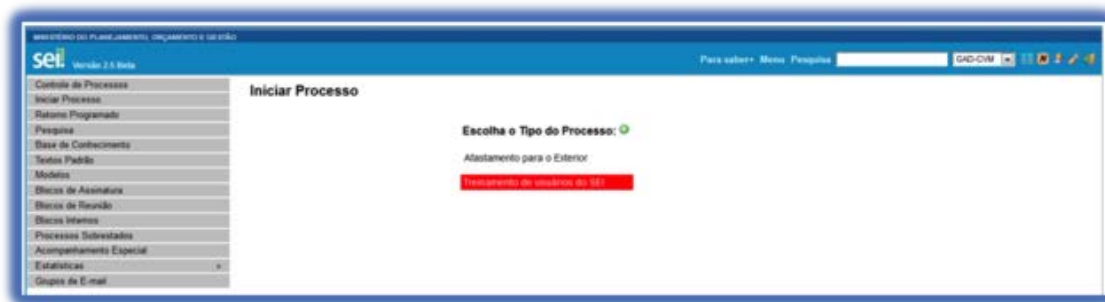 MINISTÉRIO DO PLANEJAMENTO, ORÇAMENTO E GESTÃO
sei! Versão 2.5 Beta
Para saber+ Menu Pesquisa GAD-CVM
Controle de Processos
Iniciar Processo
Retorno Programado
Pesquisa
Base de Conhecimento
Textos Padrão
Modelos
Blocos de Assinatura
Blocos de Reunião
Blocos Internos
Processos Sobrestados
Acompanhamento Especial
Estatísticas
Grupos de E-mail
Iniciar Processo
Escolha o Tipo do Processo:
Afastamento para o Exterior
Treinamento de usuários do SEI